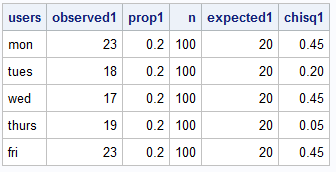 users observed1 prop1 n expected1 chisq1
mon 23 0.2 100 20 0.45
tues 18 0.2 100 20 0.20
wed 17 0.2 100 20 0.45
thurs 19 0.2 100 20 0.05
fri 23 0.2 100 20 0.45